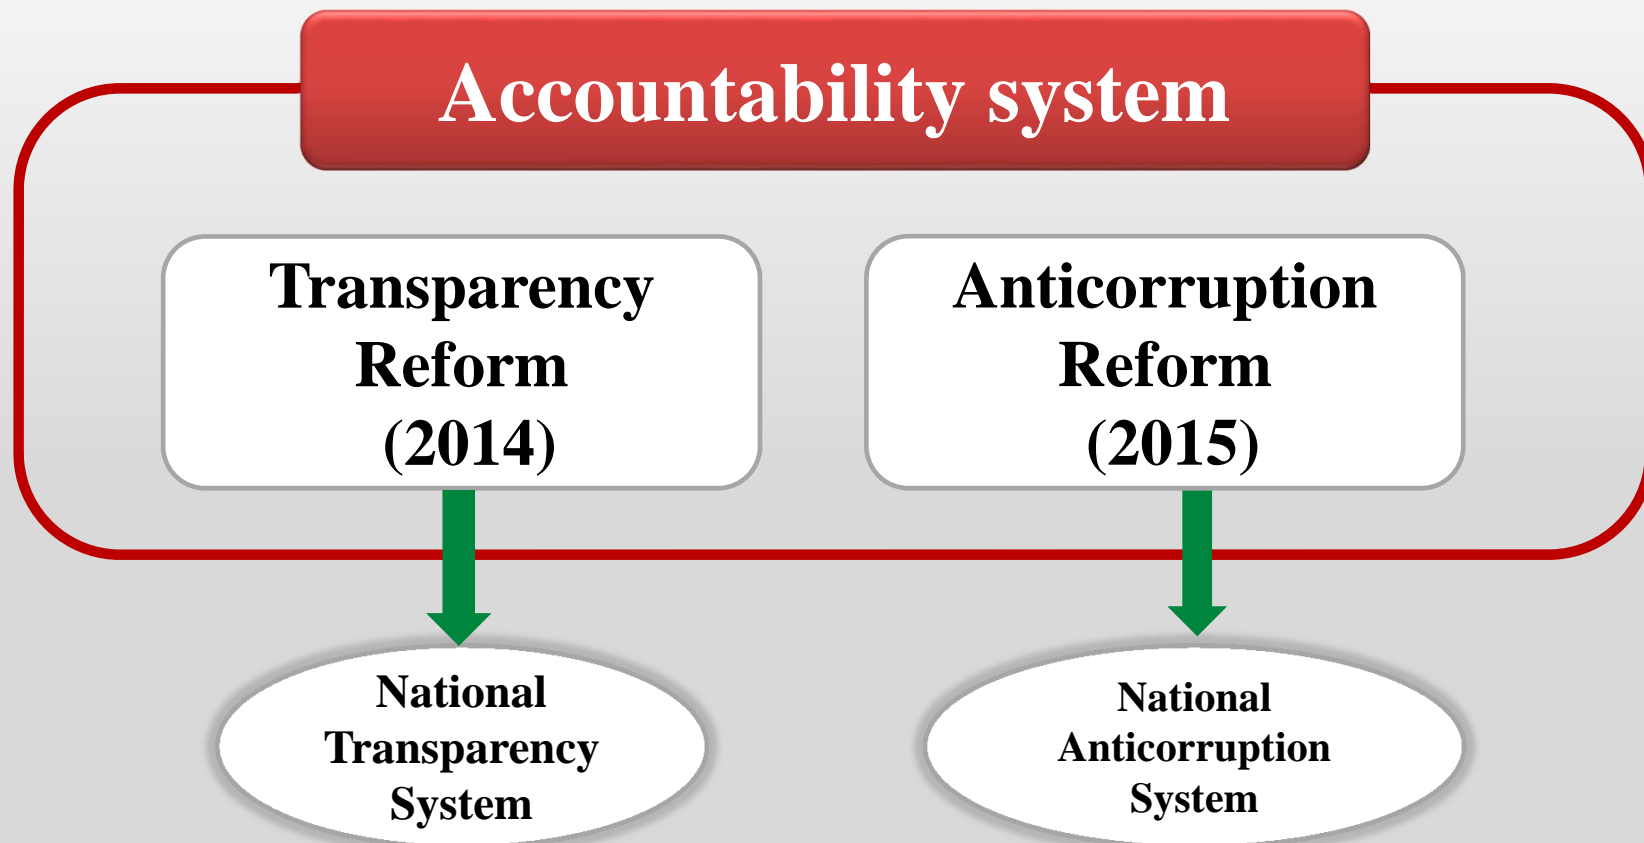 Accountability system
Transparency
Reform
(2014)
Anticorruption
Reform
(2015)
National
Transparency
System
National
Anticorruption
System